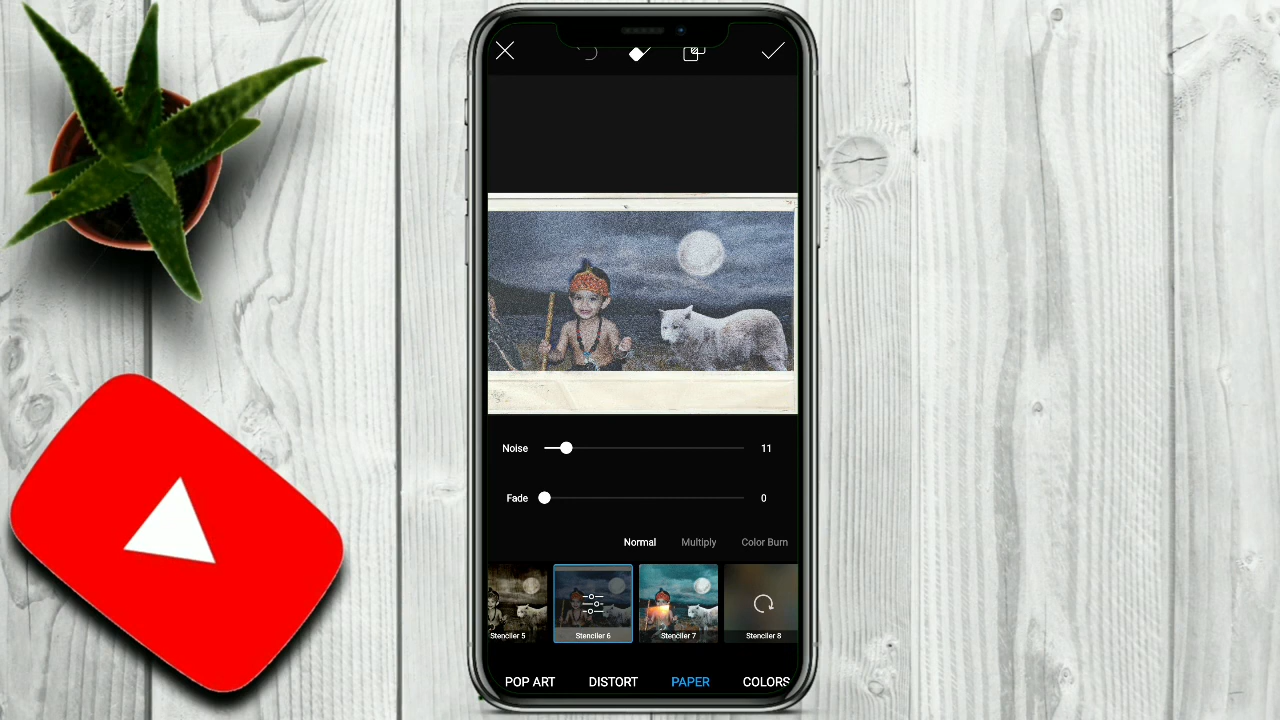 Noise 11
Fade 0
Normal Multiply Color Burn
Stenciler 5 Stenciler 6 Stenciler 7 Stenciler 8
POP ART DISTORT PAPER COLORS